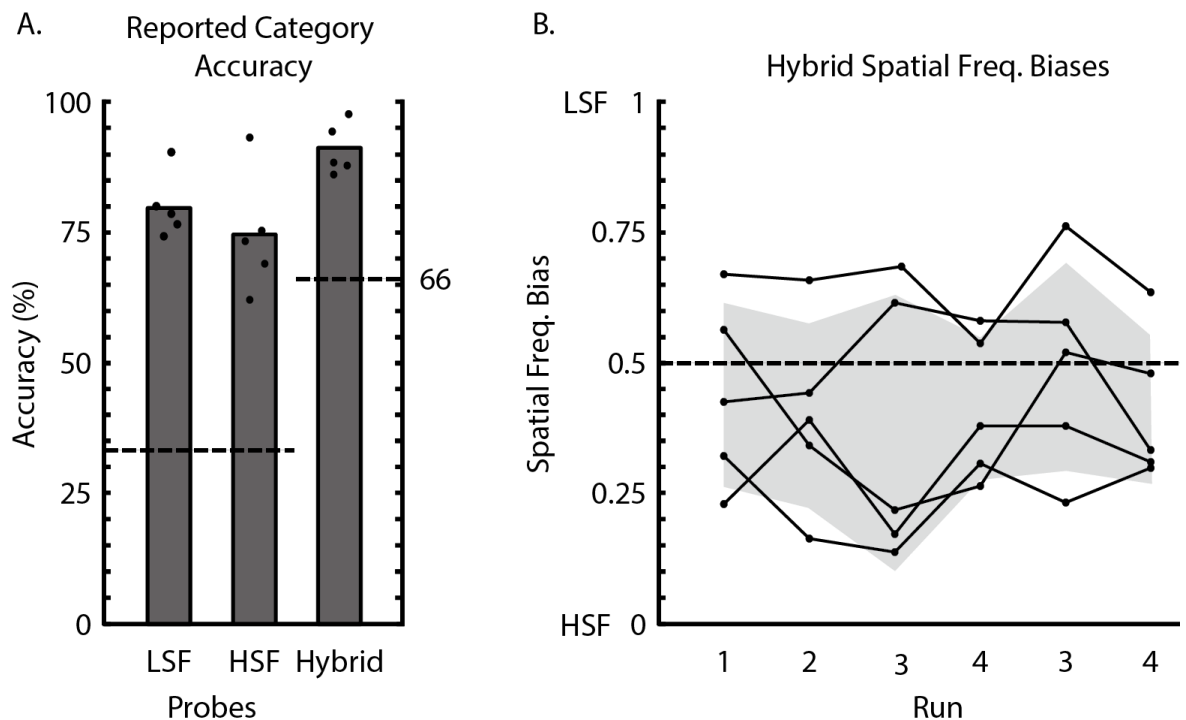 A.
Reported Category
Accuracy
100
75
50
25
0
Accuracy (%)
66
LSF HSF Hybrid
Probes
B.
Hybrid Spatial Freq. Biases
LSF 1
0.75
0.5
0.25
HSF 0
Spatial Freq. Bias
1 2 3 4 3 4
Run